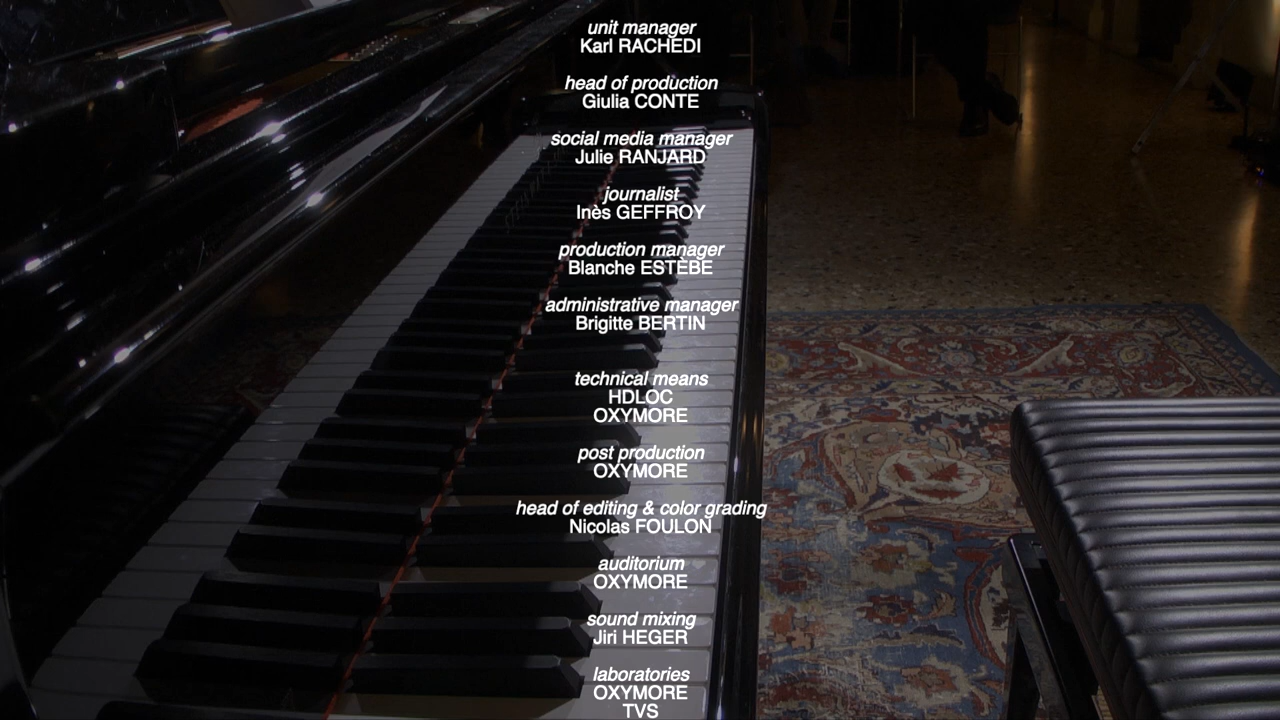 unit manager
Karl RACHEDI
head of production
Giulia CONTE
social media manager
Julie RANJARD
journalist
Inès GEFFROY
production manager
Blanche ESTÈBE
administrative manager
Brigitte BERTIN
technical means
HDLOC
OXYMORE
post production
OXYMORE
head of editing & color grading
Nicolas FOULON
auditorium
OXYMORE
sound mixing
Jiri HEGER
laboratories
OXYMORE
TVS